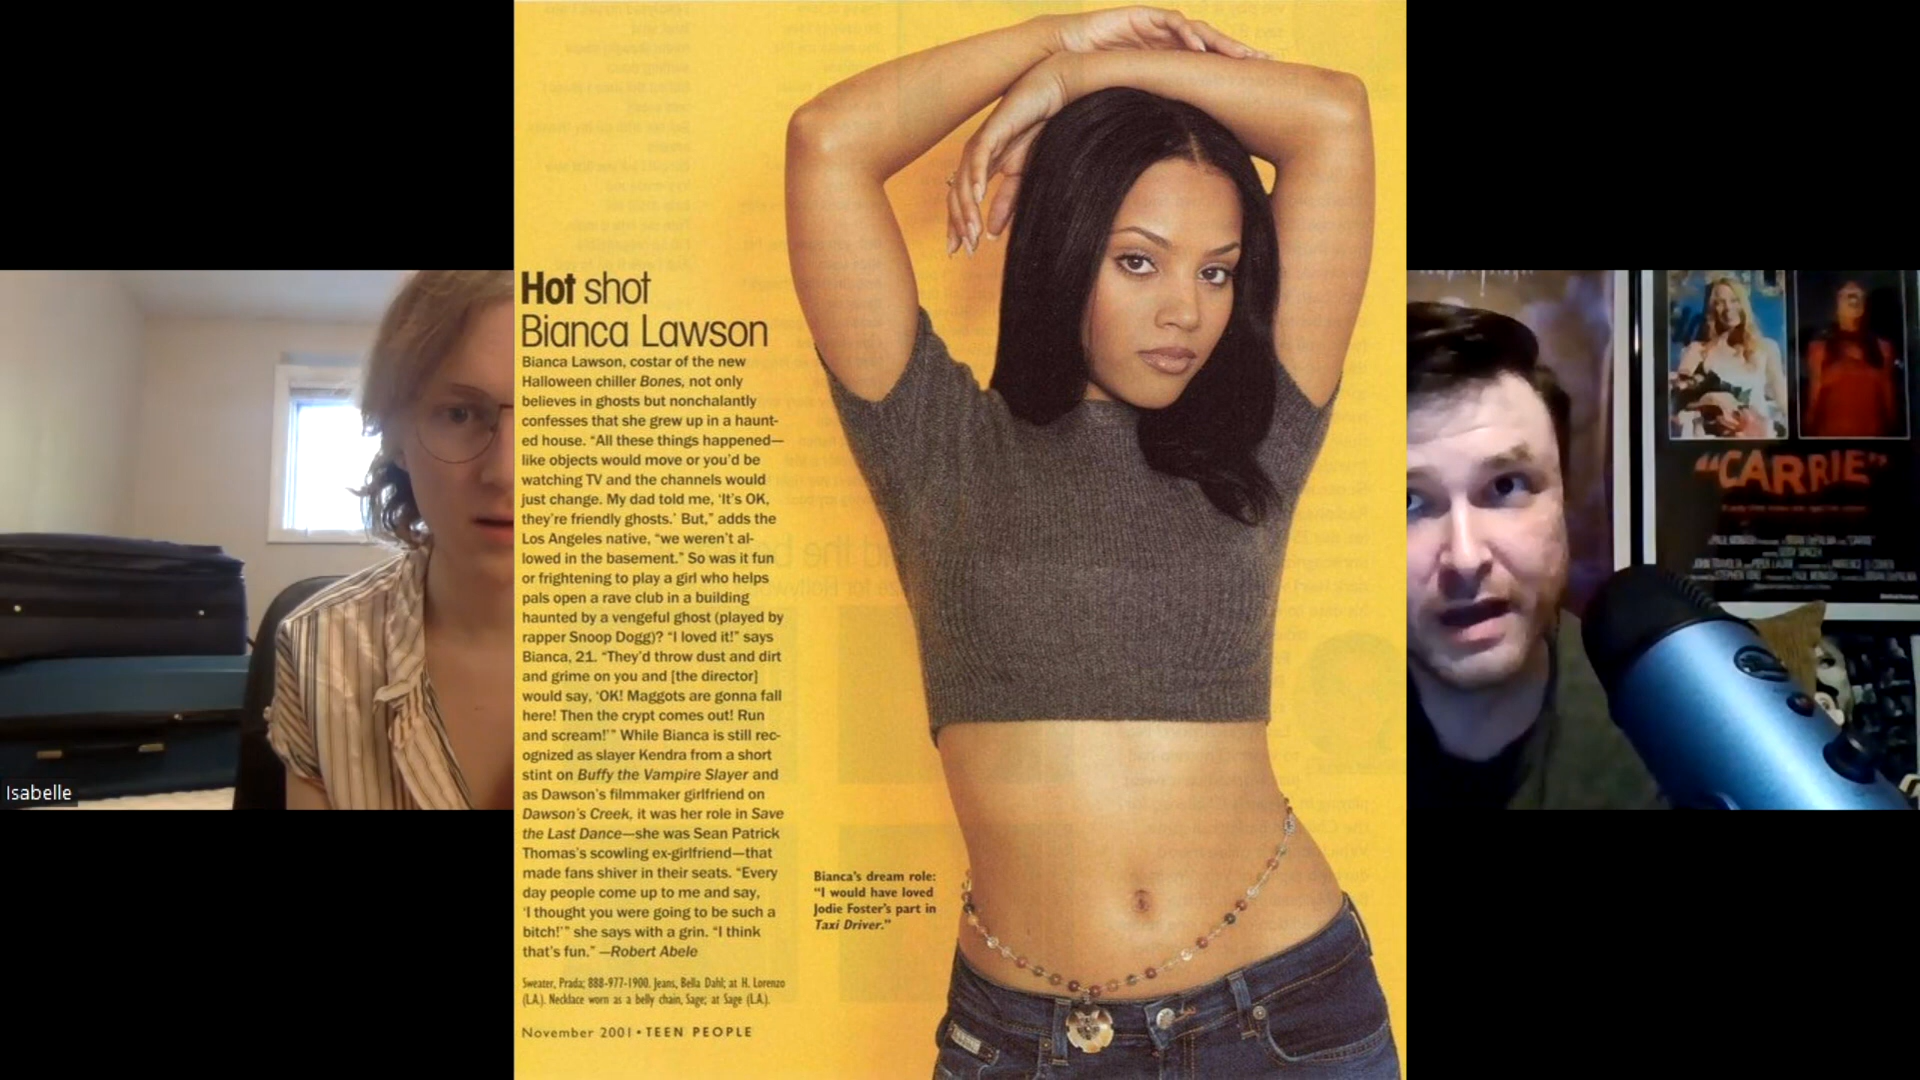 Hot shot
Bianca Lawson
Bianca Lawson, costar of the new
Halloween chiller Bones, not only
believes in ghosts but nonchalantly
confesses that she grew up in a haunt-
ed house. “All these things happened—
like objects would move or you’d be
watching TV and the channels would
just change. My dad told me, ‘It’s OK,
they’re friendly ghosts.’ But,” adds the
Los Angeles native, “we weren’t al-
lowed in the basement.” So was it fun
or frightening to play a girl who helps
pals open a rave club in a building
haunted by a vengeful ghost (played by
rapper Snoop Dogg)? “I loved it!” says
Bianca, 21. “They’d throw dust and dirt
and grime on you and [the director]
would say, ‘OK! Maggots are gonna fall
here! Then the crypt comes out! Run
and scream!’” While Bianca is still rec-
ognized as slayer Kendra from a short
stint on Buffy the Vampire Slayer and
as Dawson’s filmmaker girlfriend on
Dawson’s Creek, it was her role in Save
the Last Dance—she was Sean Patrick
Thomas’s scowling ex-girlfriend—that
made fans shiver in their seats. “Every
day people come up to me and say,
‘I thought you were going to be such a
bitch!’” she says with a grin. “I think
that’s fun.” —Robert Abele
Sweater, Prada; 888-977-1900. Jeans, Bella Dahl; at H. Lorenzo
(L.A.). Necklace worn as a belly chain, Sage; at Sage (L.A.).
November 2001 • TEEN PEOPLE
Bianca’s dream role:
“I would have loved
Jodie Foster’s part in
Taxi Driver.”
Isabelle
“CARRIE”